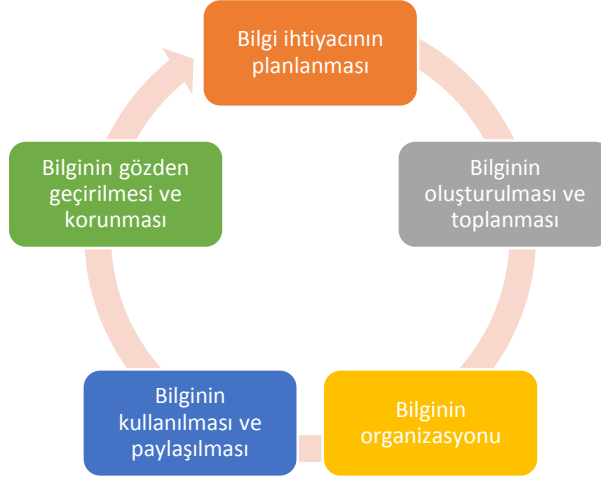 Bilgi ihtiyacının
planlanması
Bilginin
oluşturulması ve
toplanması
Bilginin
organizasyonu
Bilginin
kullanılması ve
paylaşılması
Bilginin gözden
geçirilmesi ve
korunması